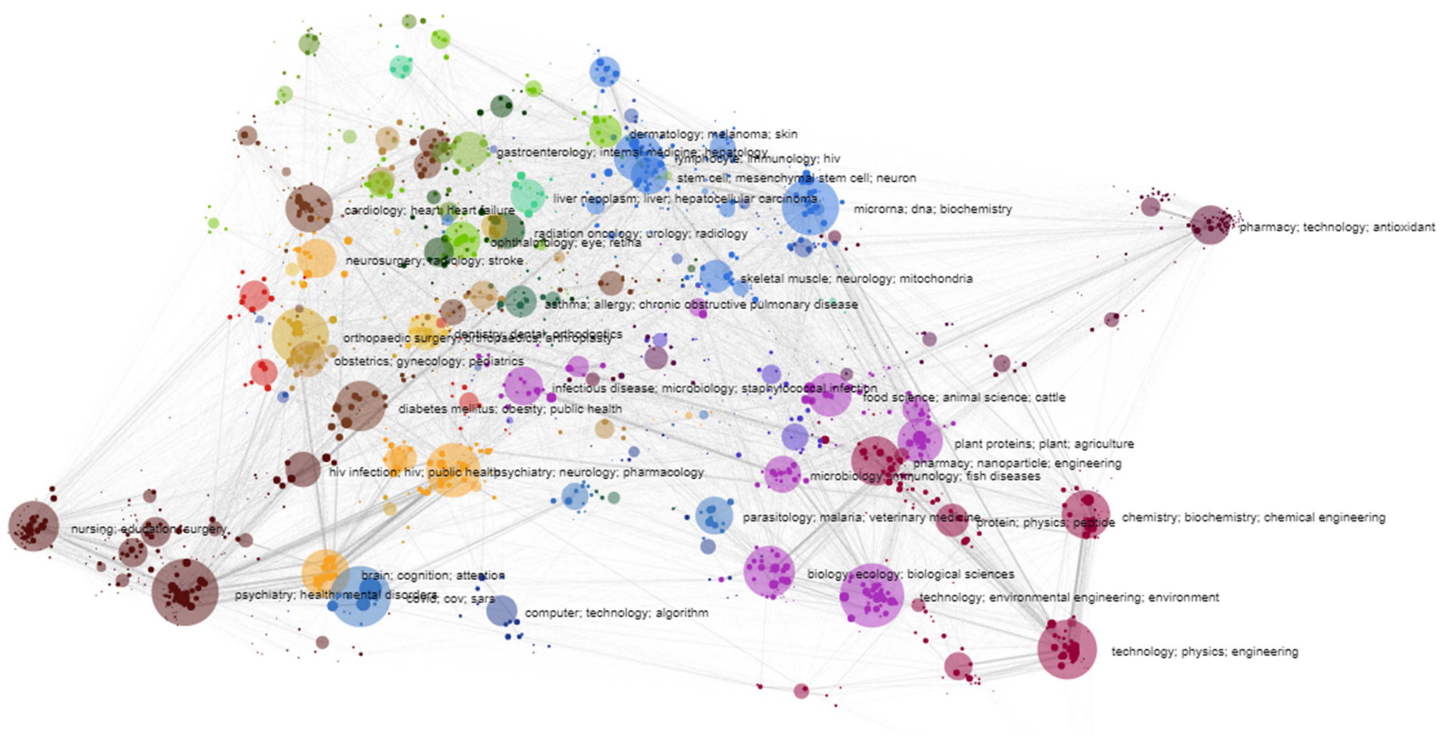 dermatology; melanoma; skin
gastroenterology; internal medicine; hepatology
lymphocyte; immunology; hiv
stem cell; mesenchymal stem cell; neuron
liver neoplasm; liver; hepatocellular carcinoma
cardiology; heart; heart failure
microrna; dna; biochemistry
pharmacy; technology; antioxidant
radiation oncology; urology; radiology
ophthalmology; eye; retina
neurosurgery; radiology; stroke
skeletal muscle; neurology; mitochondria
asthma; allergy; chronic obstructive pulmonary disease
dentistry; dental; orthodontics
orthopaedic surgery; orthopaedics; arthroplasty
obstetrics; gynecology; pediatrics
infectious disease; microbiology; staphylococcal infection
food science; animal science; cattle
diabetes mellitus; obesity; public health
plant proteins; plant; agriculture
pharmacy; nanoparticle; engineering
hiv infection; hiv; public health
psychiatry; neurology; pharmacology
microbiology; immunology; fish diseases
parasitology; malaria; veterinary medicine
protein; physics; peptide
chemistry; biochemistry; chemical engineering
nursing; education; surgery
brain; cognition; attention
biology; ecology; biological sciences
psychiatry; health; mental disorders
covid; cov; sars
technology; environmental engineering; environment
computer; technology; algorithm
technology; physics; engineering